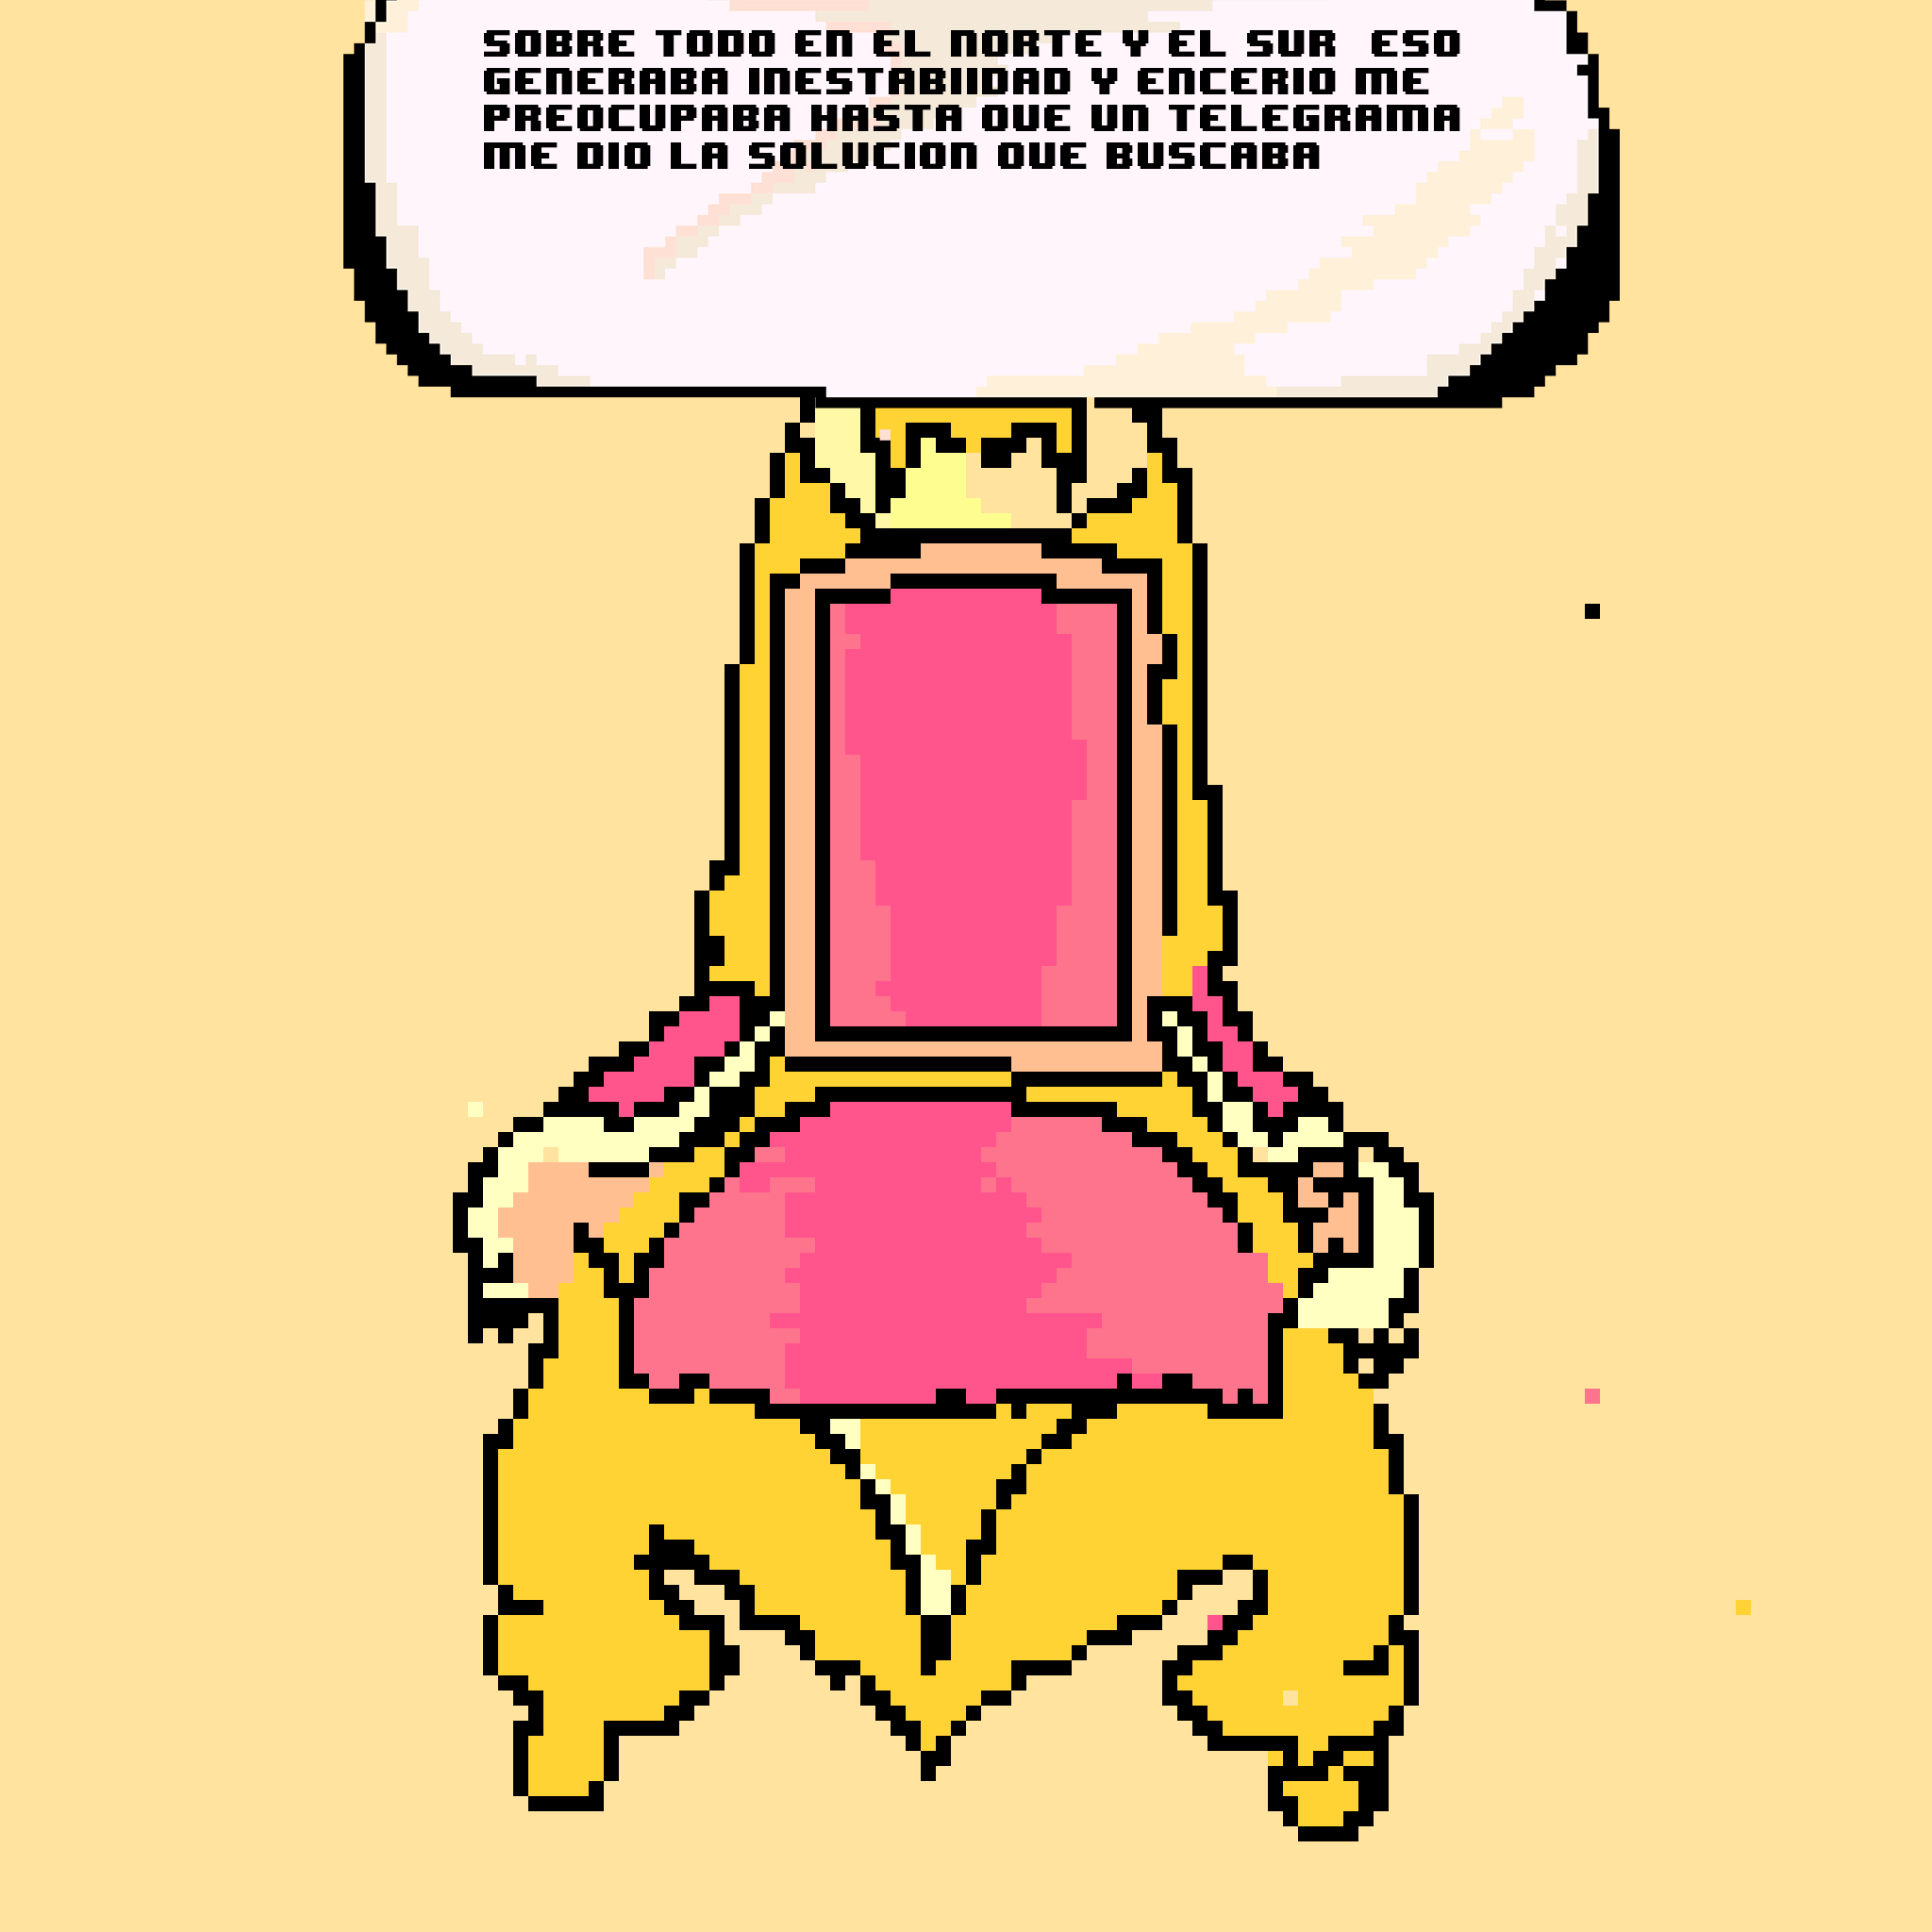 SOBRE TODO EN EL NORTE Y EL SUR ESO
GENERABA INESTABIIDAD Y ENCERIO ME
PREOCUPABA HASTA QUE UN TELEGRAMA
ME DIO LA SOLUCION QUE BUSCABA